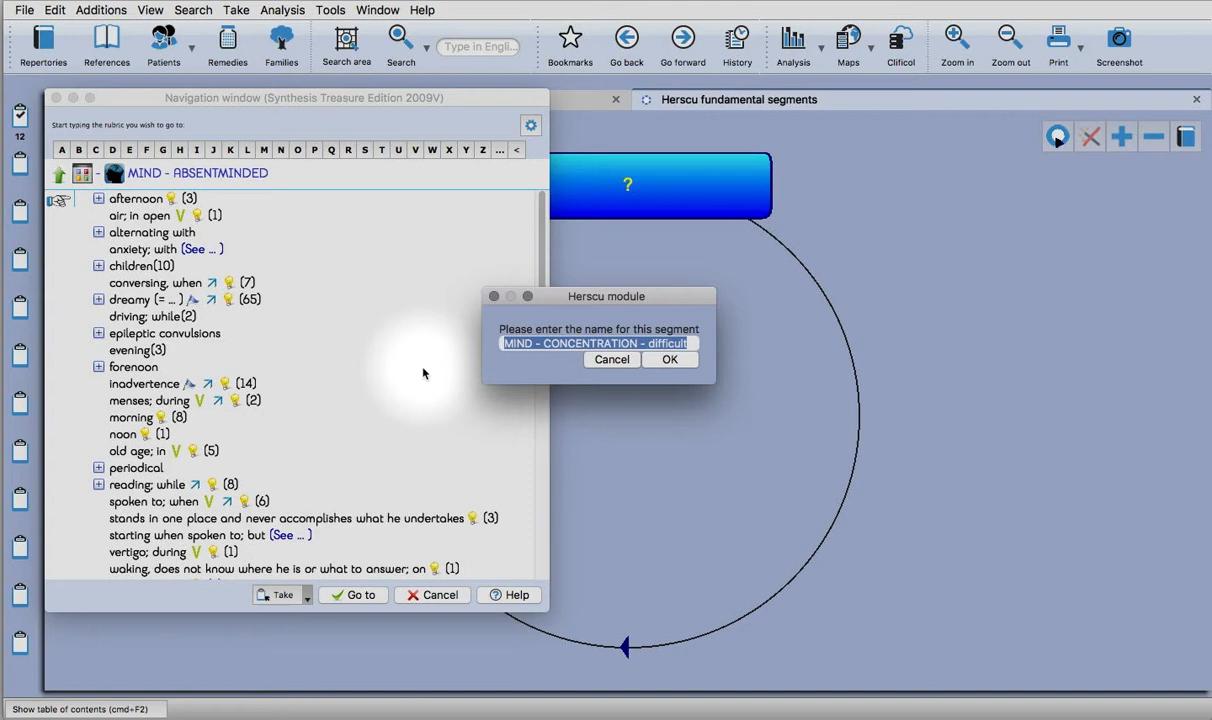 File Edit Additions View Search Take Analysis Tools Window Help
Repertories References Patients Remedies Families Search area Search Type in Engli... Bookmarks Go back Go forward History Analysis Maps Clificol Zoom in Zoom out Print Screenshot
Navigation window (Synthesis Treasure Edition 2009V)
Herscu fundamental segments
Start typing the rubric you wish to go to:
A B C D E F G H I J K L M N O P Q R S T U V W X Y Z ... <
12
MIND - ABSENTMINDED
?
afternoon (3)
air; in open V (1)
alternating with
anxiety; with (See ... )
children(10)
conversing, when (7)
dreamy (= ... ) (65)
driving; while(2)
epileptic convulsions
evening(3)
forenoon
inadvertence (14)
menses; during V (2)
morning (8)
noon (1)
old age; in V (5)
periodical
reading; while (8)
spoken to; when V (6)
stands in one place and never accomplishes what he undertakes (3)
starting when spoken to; but (See ... )
vertigo; during V (1)
waking, does not know where he is or what to answer; on (1)
Take Go to Cancel Help
Herscu module
Please enter the name for this segment
MIND - CONCENTRATION - difficult
Cancel OK
Show table of contents (cmd+F2)